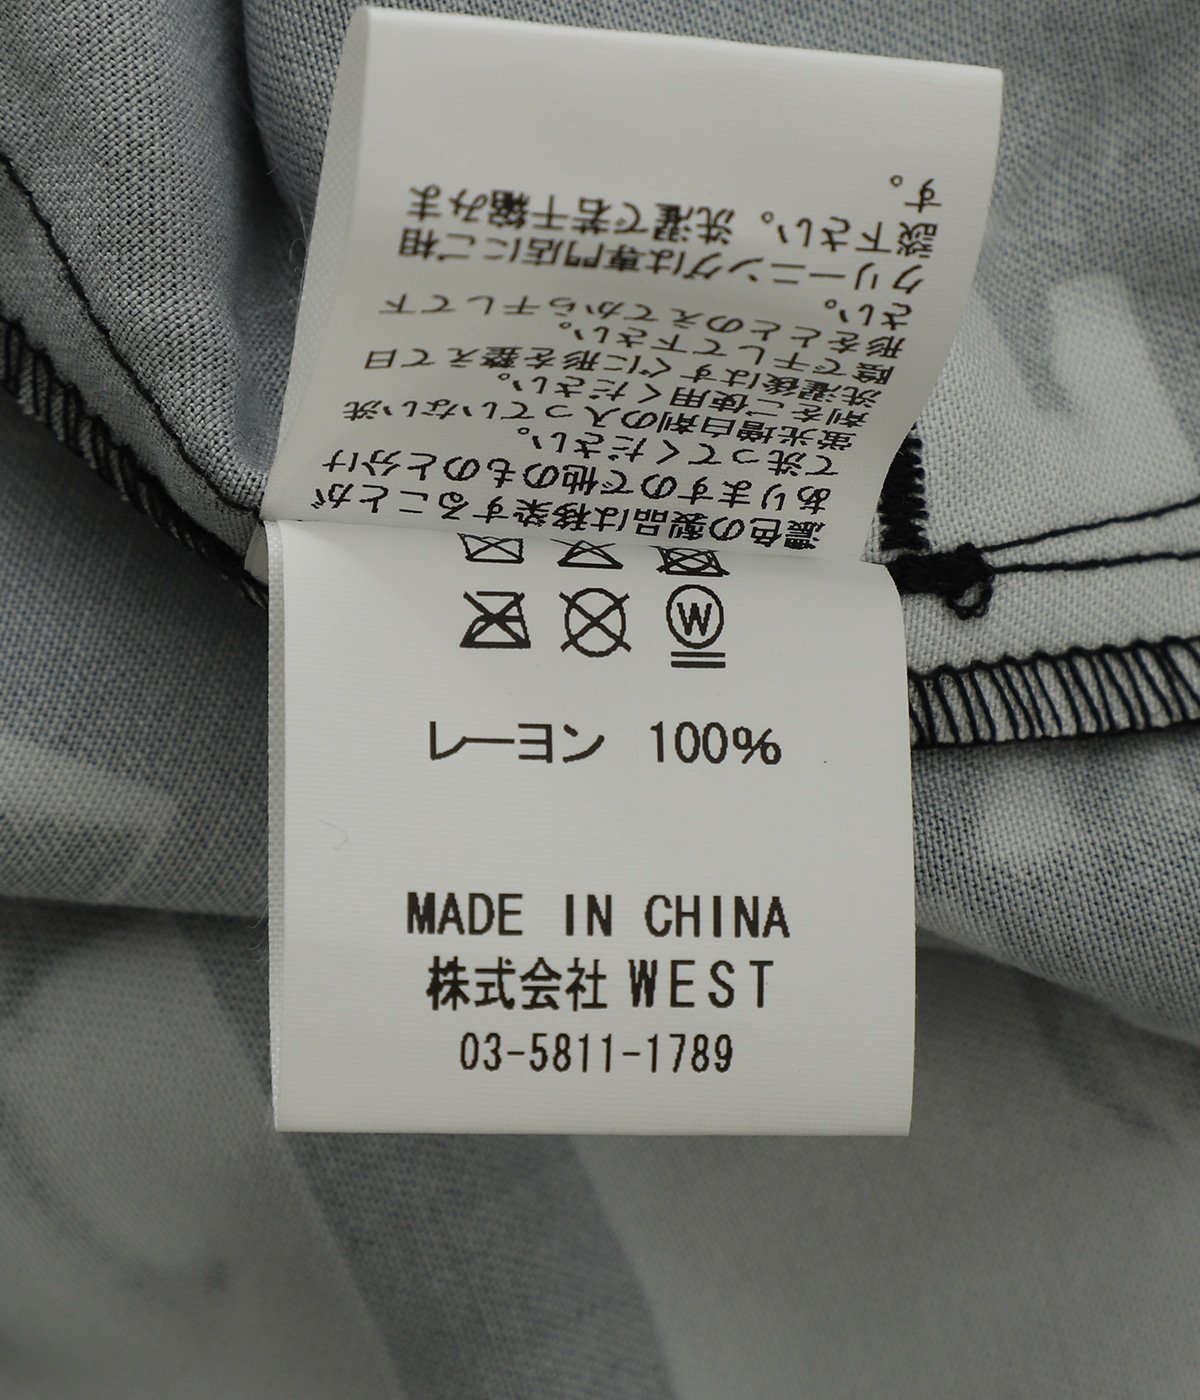 濃色の製品は移染することが
ありますので他のものと分け
て洗ってください。
蛍光増白剤の入っていない洗
剤をご使用ください。
洗濯後はすぐに形を整えて日
陰で干して下さい。
形をととのえてから干して下
さい。
クリーニングは専門店にご相
談下さい。洗濯で若干縮みま
す。
W
レーヨン 100%
MADE IN CHINA
株式会社 WEST
03-5811-1789